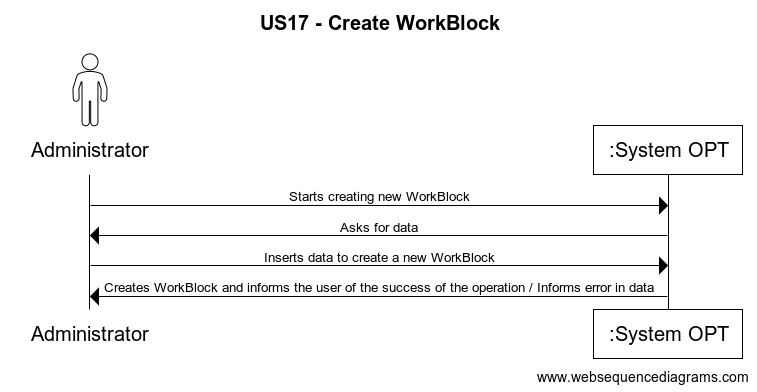 US17 - Create WorkBlock
Administrator
:System OPT
Starts creating new WorkBlock
Asks for data
Inserts data to create a new WorkBlock
Creates WorkBlock and informs the user of the success of the operation / Informs error in data
Administrator
:System OPT
www.websequencediagrams.com